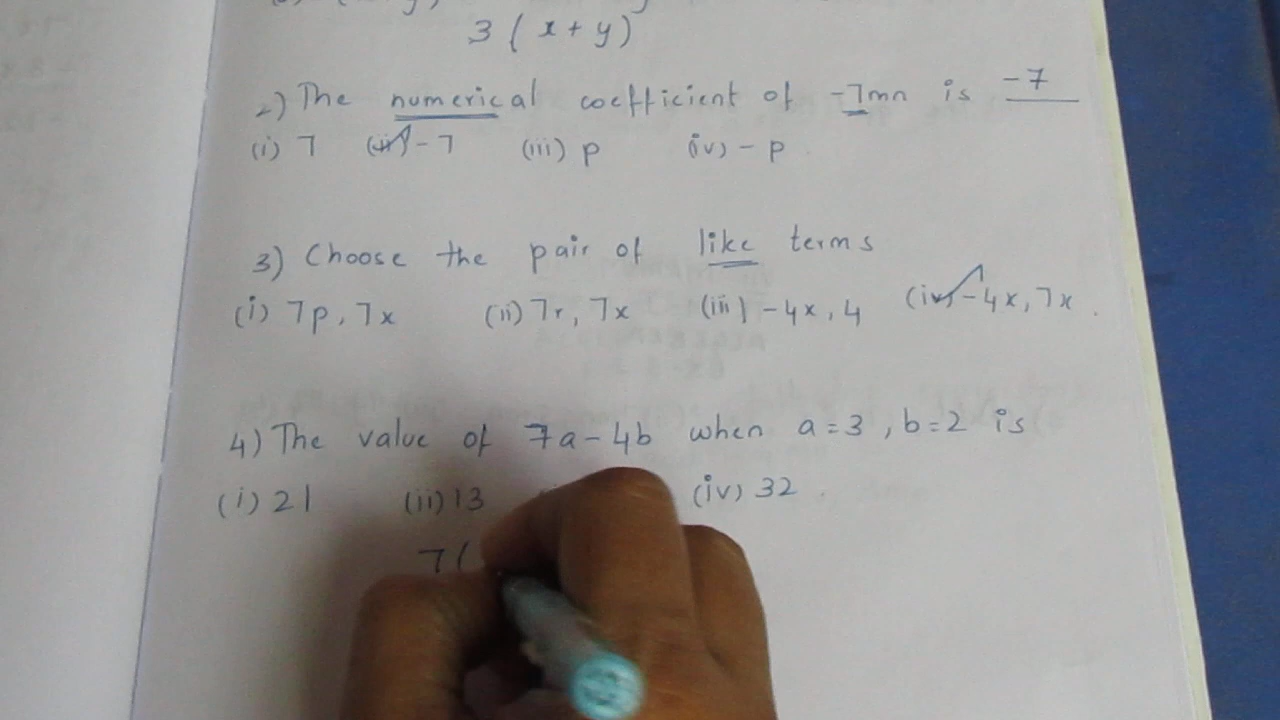 3 ( x + y )
2) The numerical coefficient of -7mn is -7
(i) 7 (ii) - 7 (iii) p (iv) - p
3) Choose the pair of like terms
(i) 7p, 7x (ii) 7r, 7x (iii) - 4x, 4 (iv) - 4x, 7x.
4) The value of 7a - 4b when a = 3, b = 2 is
(i) 21 (ii) 13 (iv) 32.
7 (